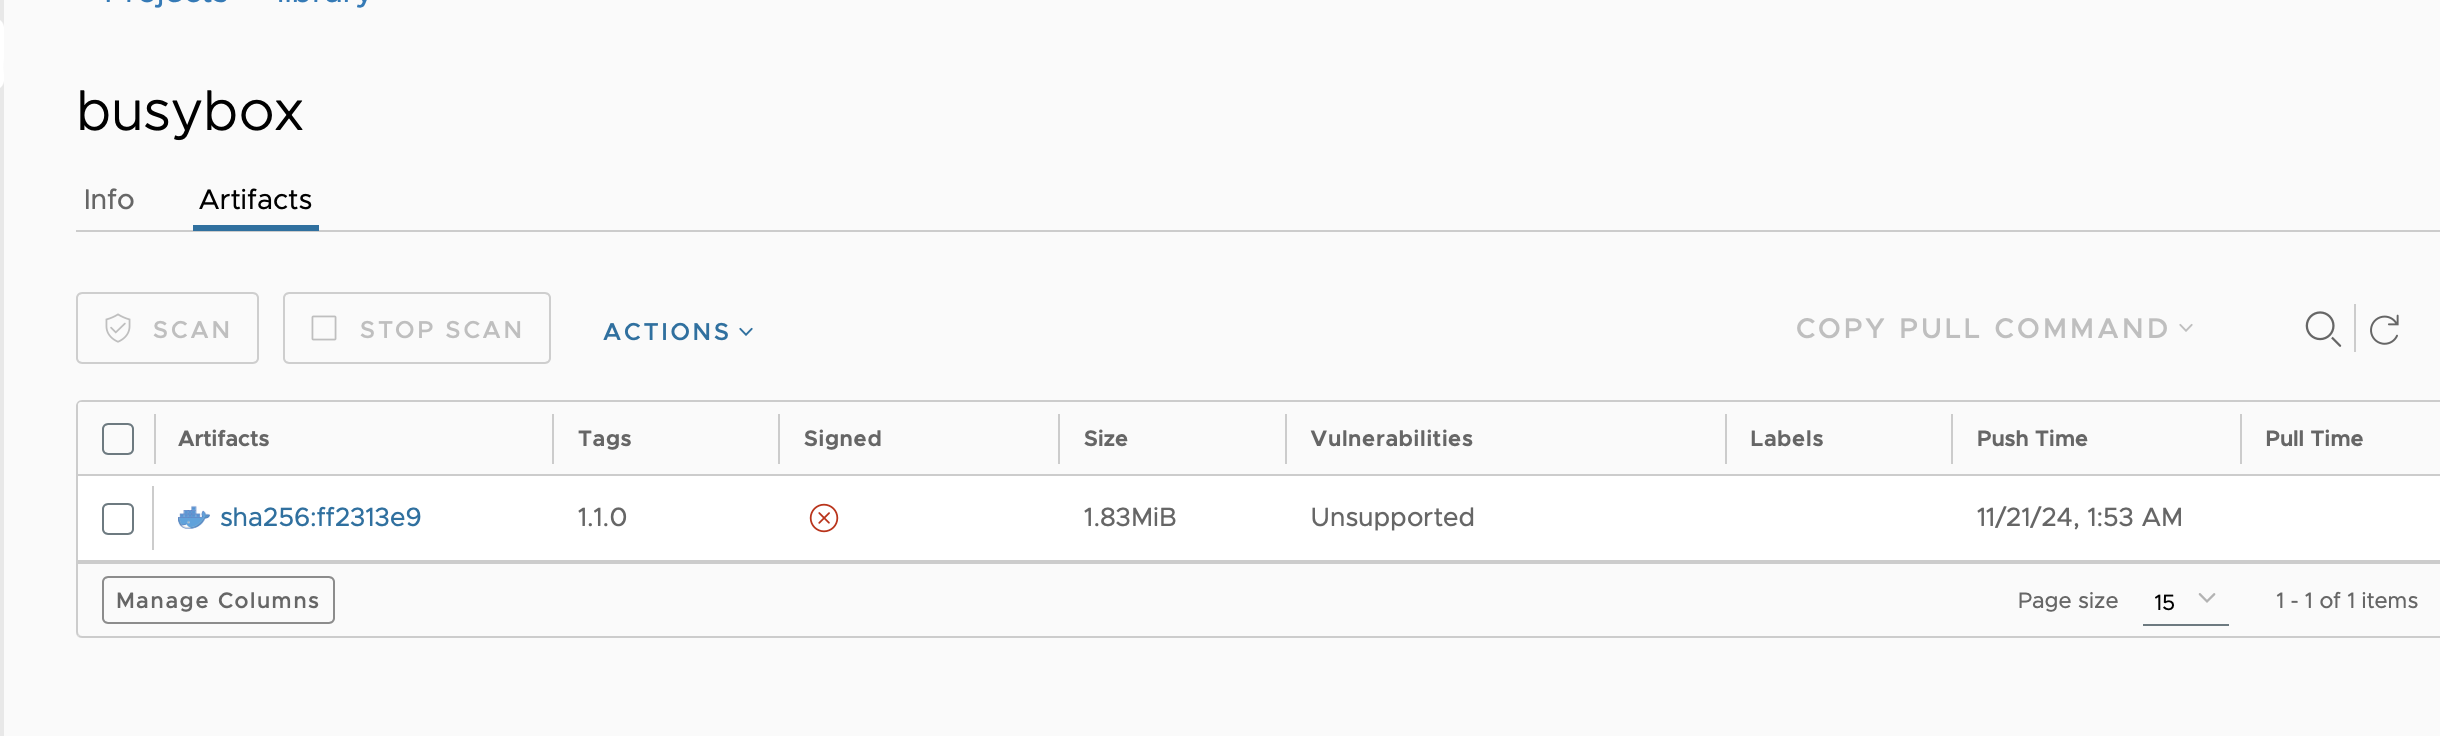 Projects library
busybox
Info Artifacts
SCAN STOP SCAN ACTIONS COPY PULL COMMAND
Artifacts Tags Signed Size Vulnerabilities Labels Push Time Pull Time
sha256:ff2313e9 1.1.0 1.83MiB Unsupported 11/21/24, 1:53 AM
Manage Columns Page size 15 1 - 1 of 1 items